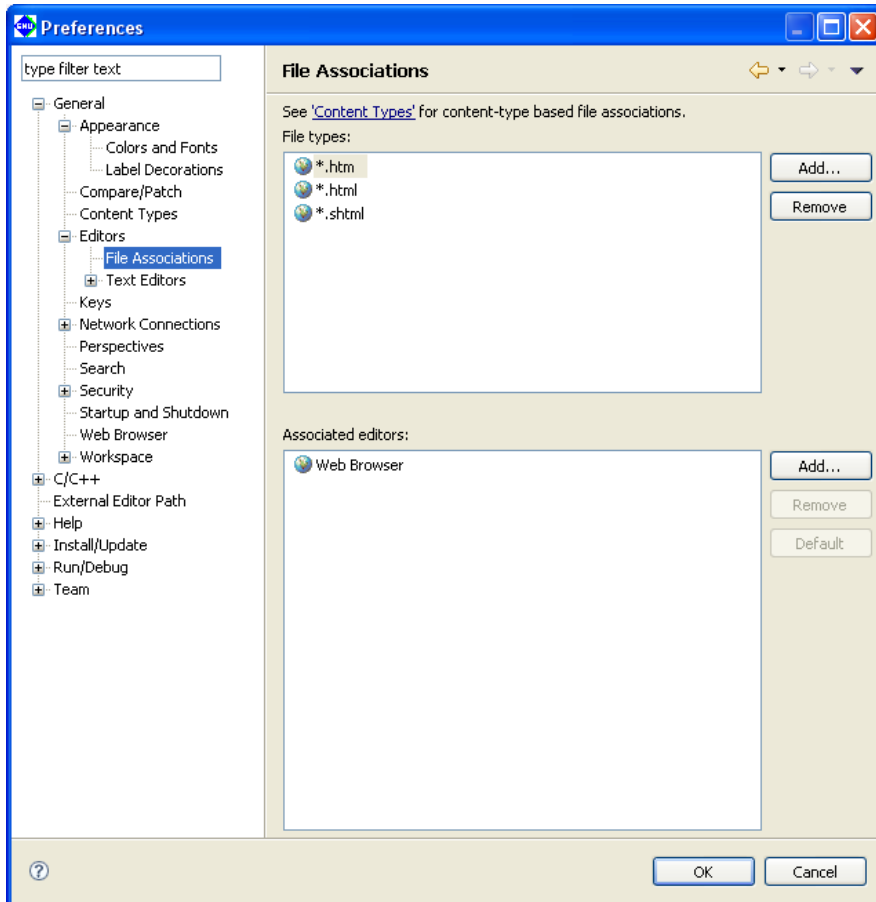 GNU Preferences
type filter text
General
Appearance
Colors and Fonts
Label Decorations
Compare/Patch
Content Types
Editors
File Associations
Text Editors
Keys
Network Connections
Perspectives
Search
Security
Startup and Shutdown
Web Browser
Workspace
C/C++
External Editor Path
Help
Install/Update
Run/Debug
Team
File Associations
See 'Content Types' for content-type based file associations.
File types:
*.htm
*.html
*.shtml
Add...
Remove
Associated editors:
Web Browser
Add...
Remove
Default
?
OK
Cancel